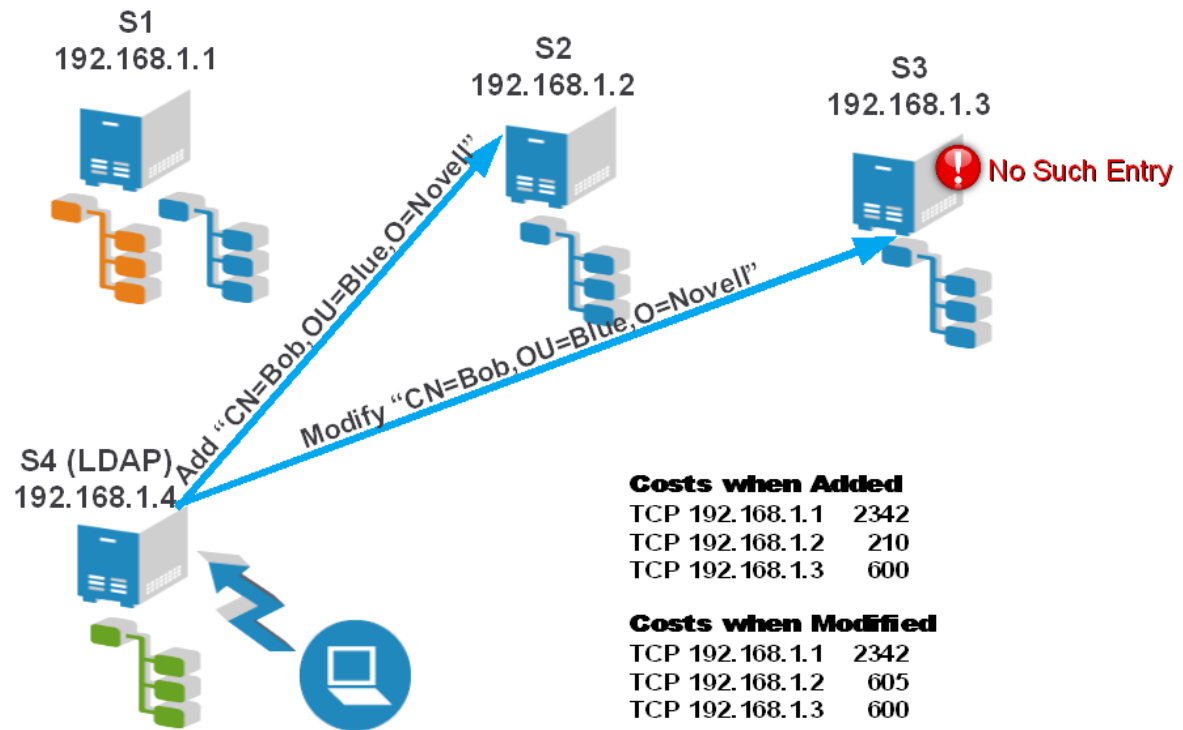 S1
192.168.1.1
S2
192.168.1.2
S3
192.168.1.3
No Such Entry
Add “CN=Bob,OU=Blue,O=Novell”
Modify “CN=Bob,OU=Blue,O=Novell”
S4 (LDAP)
192.168.1.4
Costs when Added
TCP 192.168.1.1 2342
TCP 192.168.1.2 210
TCP 192.168.1.3 600
Costs when Modified
TCP 192.168.1.1 2342
TCP 192.168.1.2 605
TCP 192.168.1.3 600